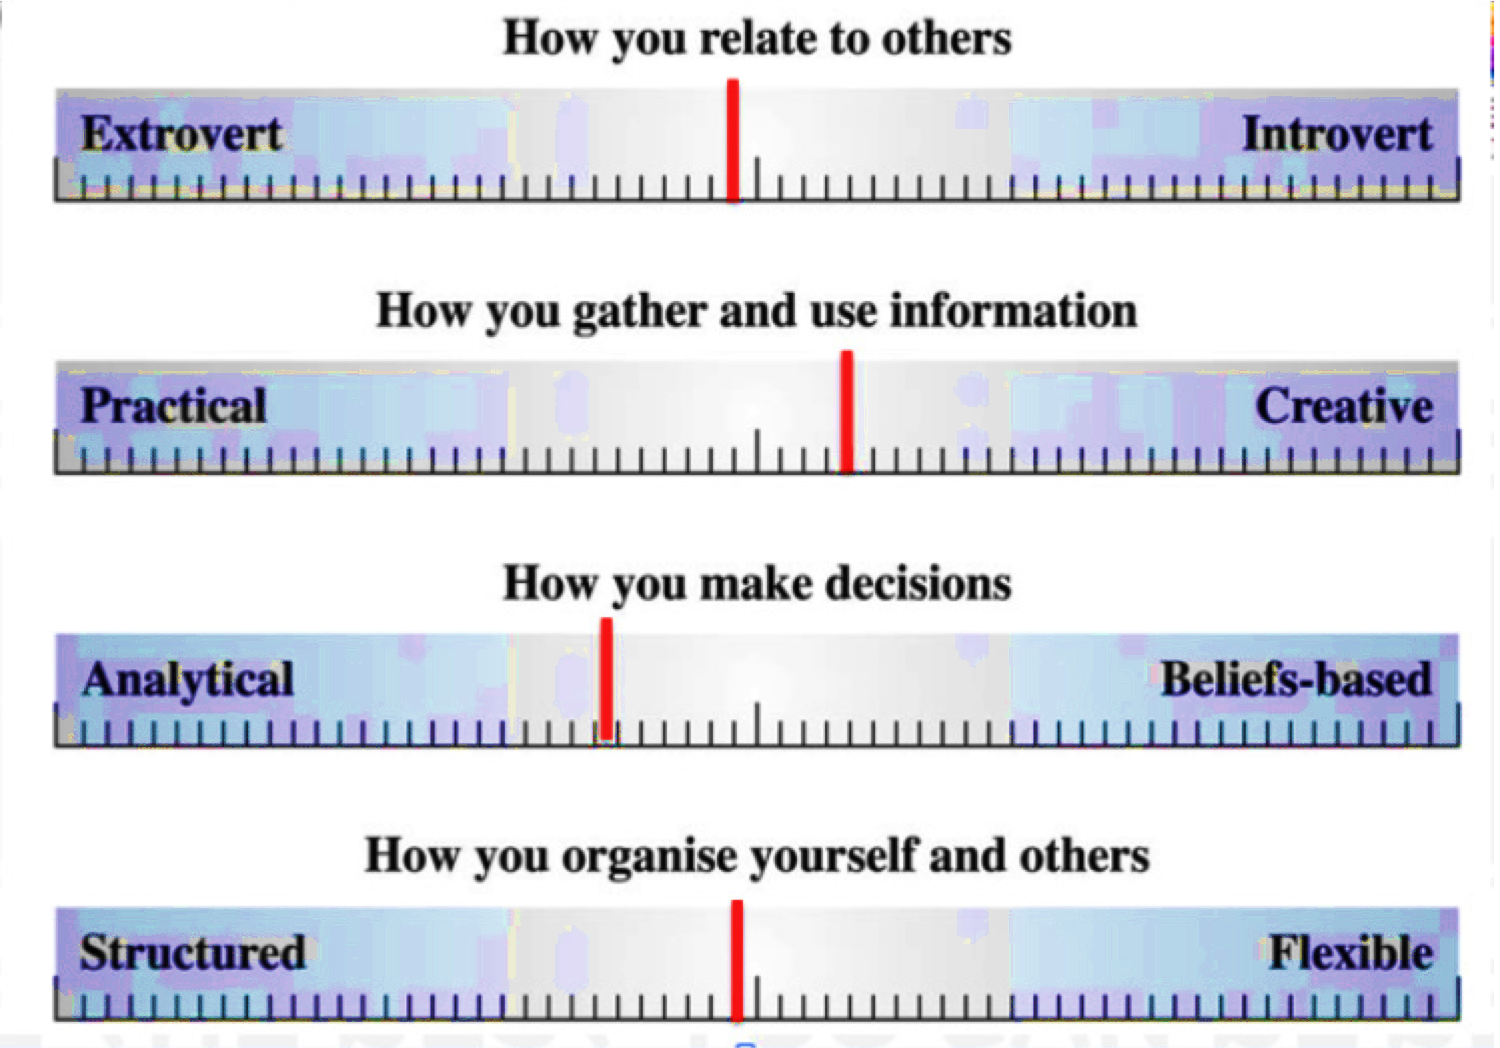 How you relate to others
Extrovert Introvert
How you gather and use information
Practical Creative
How you make decisions
Analytical Beliefs-based
How you organise yourself and others
Structured Flexible